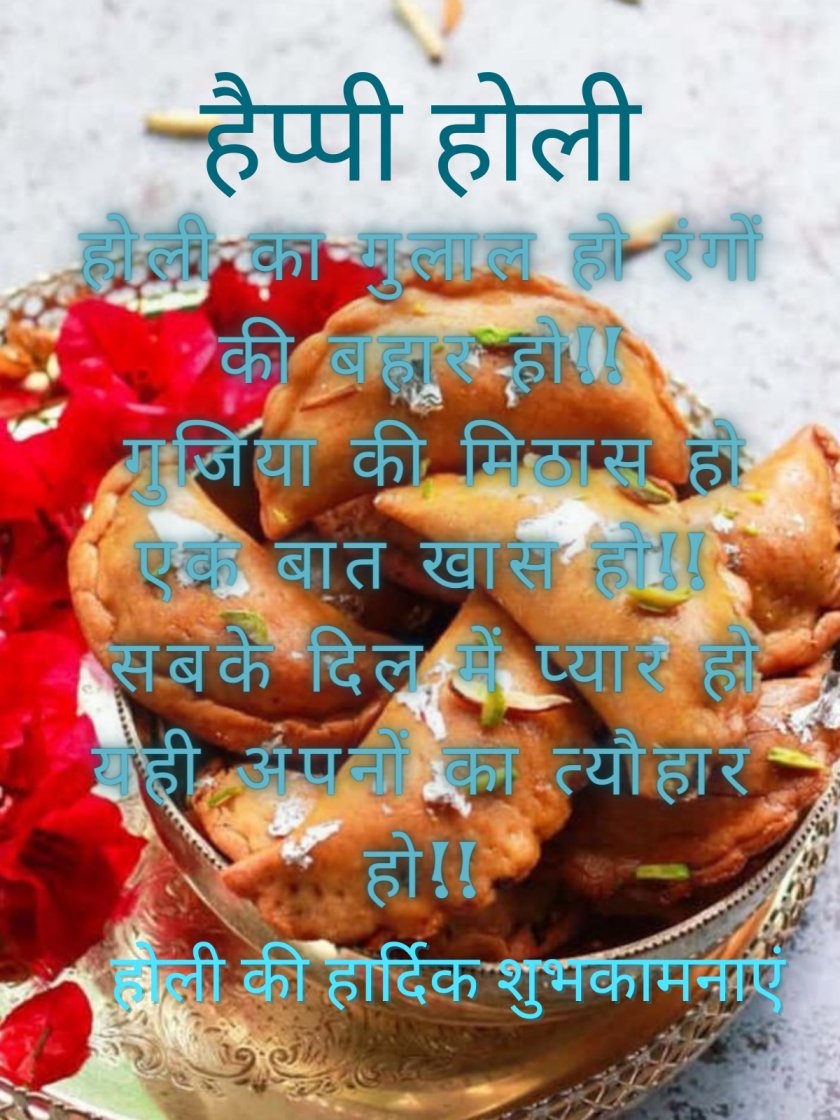 हैप्पी होली
होली का गुलाल हो रंगों
की बहार हो!!
गुजिया की मिठास हो
एक बात खास हो!!
सबके दिल में प्यार हो
यही अपनों का त्यौहार
हो!!
होली की हार्दिक शुभकामनाएं